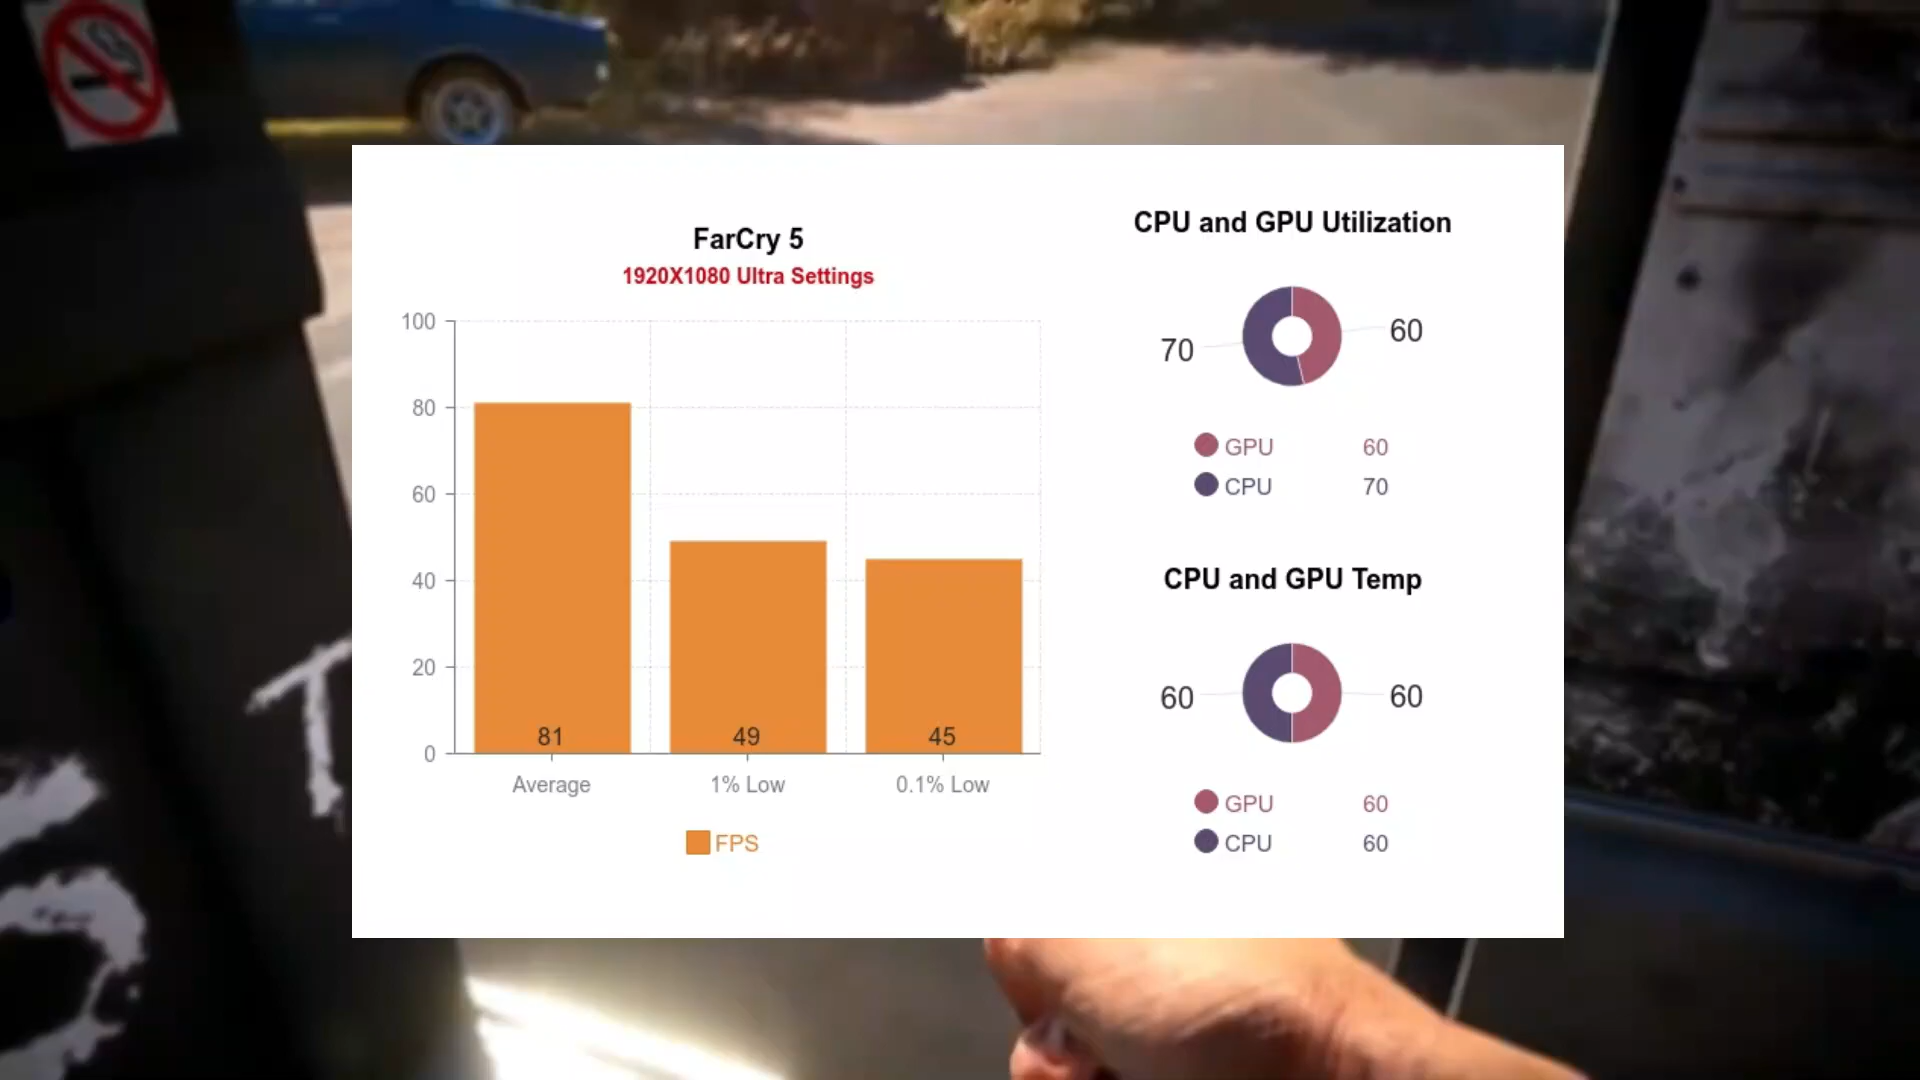 FarCry 5
1920X1080 Ultra Settings
100
80
60
40
20
0
81
49
45
Average
1% Low
0.1% Low
FPS
CPU and GPU Utilization
70
60
GPU 60
CPU 70
CPU and GPU Temp
60
60
GPU 60
CPU 60